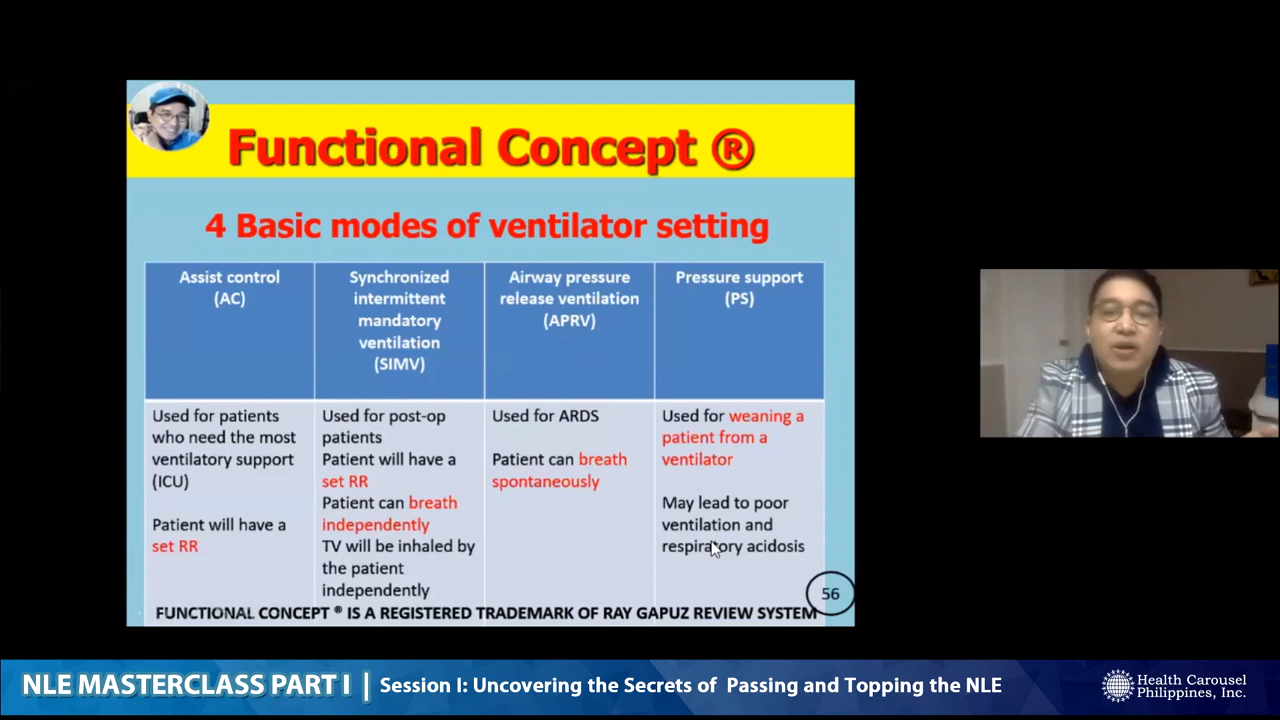 Functional Concept ®
4 Basic modes of ventilator setting
Assist control
(AC)
Synchronized
intermittent
mandatory
ventilation
(SIMV)
Airway pressure
release ventilation
(APRV)
Pressure support
(PS)
Used for patients
who need the most
ventilatory support
(ICU)
Patient will have a
set RR
Used for post-op
patients
Patient will have a
set RR
Patient can breath
independently
TV will be inhaled by
the patient
independently
Used for ARDS
Patient can breath
spontaneously
Used for weaning a
patient from a
ventilator
May lead to poor
ventilation and
respiratory acidosis
56
FUNCTIONAL CONCEPT ® IS A REGISTERED TRADEMARK OF RAY GAPUZ REVIEW SYSTEM
NLE MASTERCLASS PART I | Session I: Uncovering the Secrets of Passing and Topping the NLE
Health Carousel
Philippines, Inc.